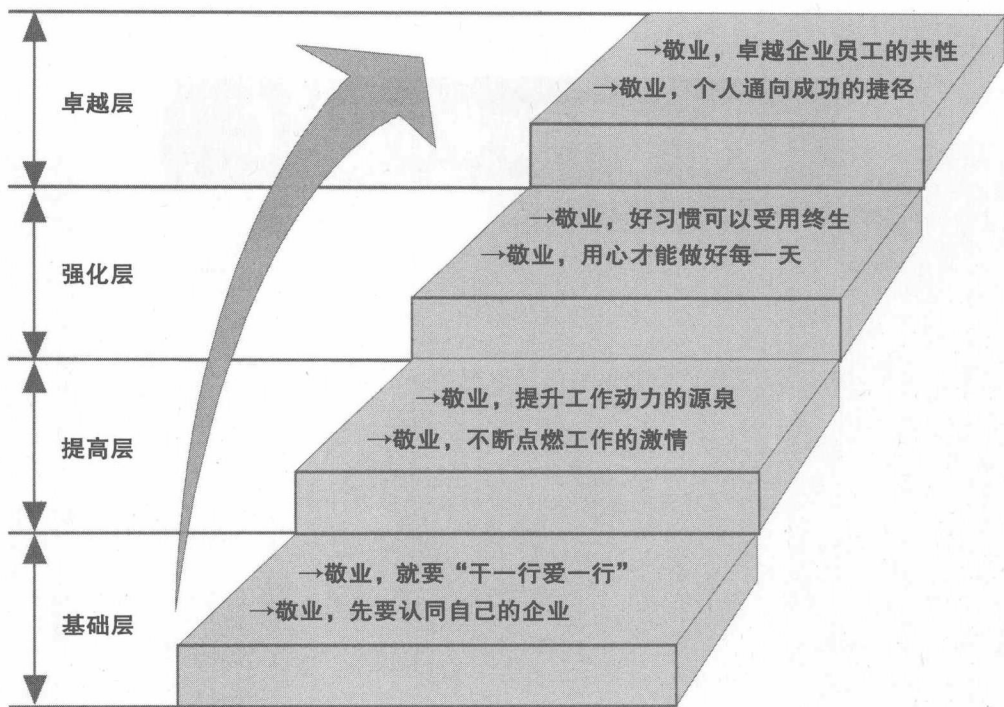 →敬业，卓越企业员工的共性
→敬业，个人通向成功的捷径
卓越层
→敬业，好习惯可以受用终生
→敬业，用心才能做好每一天
强化层
→敬业，提升工作动力的源泉
→敬业，不断点燃工作的激情
提高层
→敬业，就要“干一行爱一行”
→敬业，先要认同自己的企业
基础层